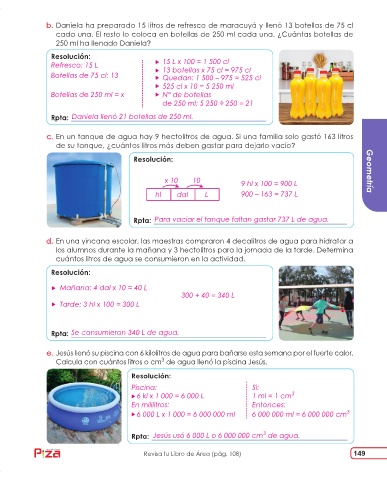 b. Daniela ha preparado 15 litros de refresco de maracuyá y llenó 13 botellas de 75 cl
cada una. El resto lo coloca en botellas de 250 ml cada una. ¿Cuántas botellas de
250 ml ha llenado Daniela?
Resolución:
Refresco: 15 L
Botellas de 75 cl: 13
Botellas de 250 ml = x
▸ 15 L x 100 = 1 500 cl
▸ 13 botellas x 75 cl = 975 cl
▸ Quedan: 1 500 – 975 = 525 cl
▸ 525 cl x 10 = 5 250 ml
▸ N° de botellas
de 250 ml: 5 250 ÷ 250 = 21
Rpta: Daniela llenó 21 botellas de 250 ml.
c. En un tanque de agua hay 9 hectolitros de agua. Si una familia solo gastó 163 litros
de su tanque, ¿cuántos litros más deben gastar para dejarlo vacío?
Resolución:
x 10 10
hl dal L
9 hl x 100 = 900 L
900 – 163 = 737 L
Rpta: Para vaciar el tanque faltan gastar 737 L de agua.
Geometría
d. En una yincana escolar, las maestras compraron 4 decalitros de agua para hidratar a
los alumnos durante la mañana y 3 hectolitros para la jornada de la tarde. Determina
cuántos litros de agua se consumieron en la actividad.
Resolución:
▸ Mañana: 4 dal x 10 = 40 L
300 + 40 = 340 L
▸ Tarde: 3 hl x 100 = 300 L
Rpta: Se consumieron 340 L de agua.
e. Jesús llenó su piscina con 6 kilolitros de agua para bañarse esta semana por el fuerte calor.
Calcula con cuántos litros o cm³ de agua llenó la piscina Jesús.
Resolución:
Piscina:
▸ 6 kl x 1 000 = 6 000 L
En mililitros:
▸ 6 000 L x 1 000 = 6 000 000 ml
Si:
1 ml = 1 cm³
Entonces:
6 000 000 ml = 6 000 000 cm³
Rpta: Jesús usó 6 000 L o 6 000 000 cm³ de agua.
Revisa tu Libro de Área (pág. 108)
149